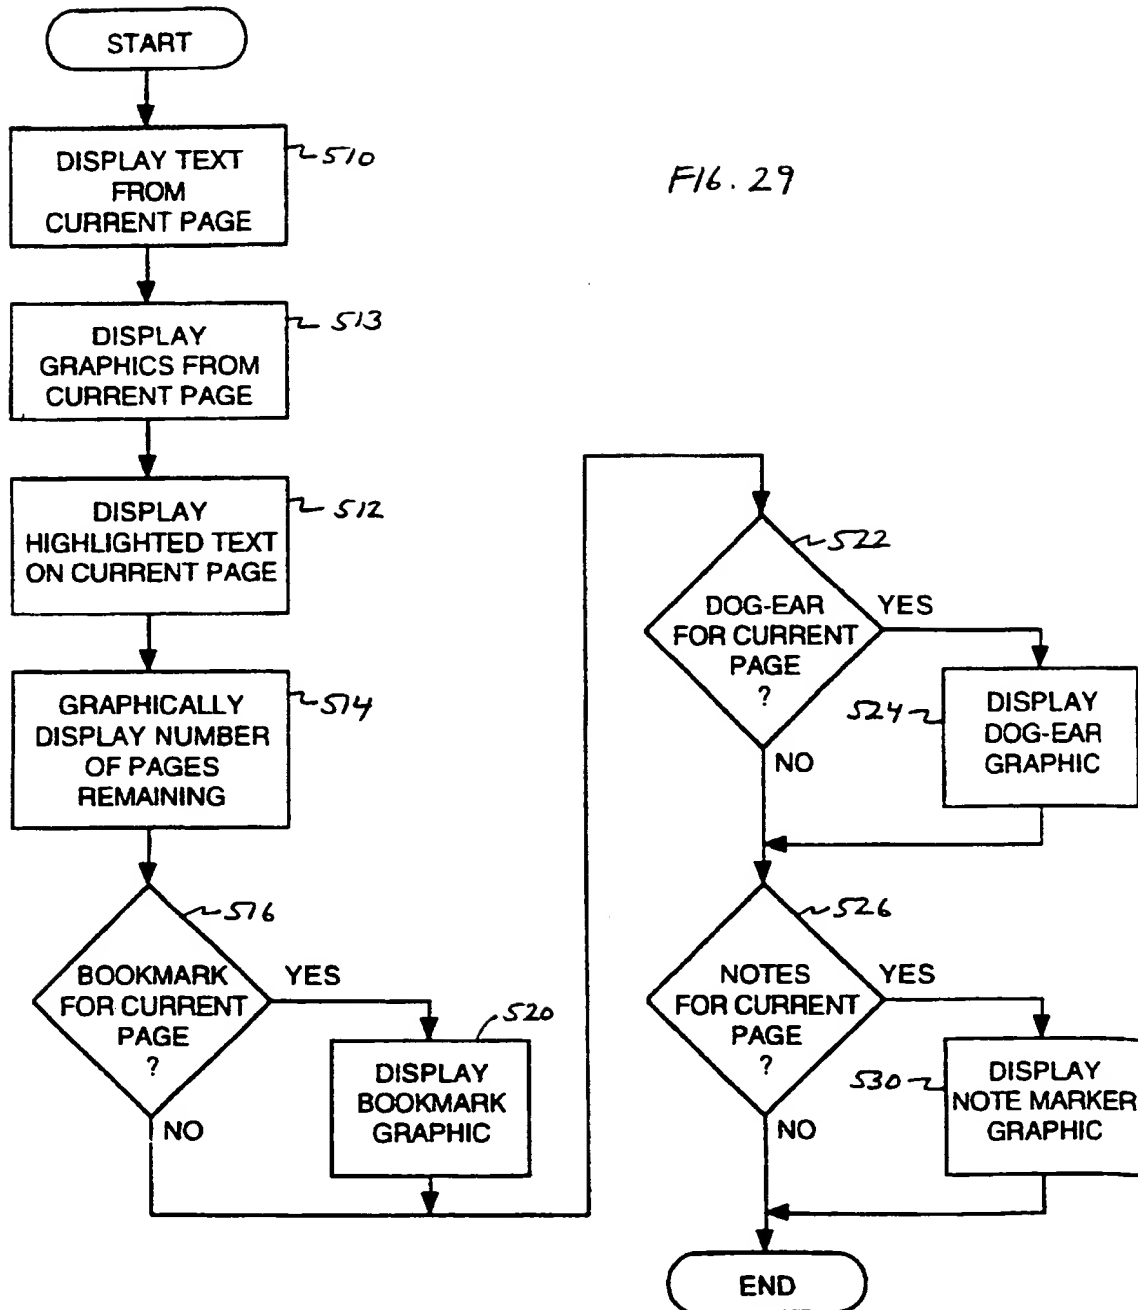 START
DISPLAY TEXT
FROM
CURRENT PAGE
510
FIG. 29
DISPLAY
GRAPHICS FROM
CURRENT PAGE
513
DISPLAY
HIGHLIGHTED TEXT
ON CURRENT PAGE
512
GRAPHICALLY
DISPLAY NUMBER
OF PAGES
REMAINING
514
BOOKMARK
FOR CURRENT
PAGE
?
516
YES
NO
DISPLAY
BOOKMARK
GRAPHIC
520
DOG-EAR
FOR CURRENT
PAGE
?
522
YES
NO
DISPLAY
DOG-EAR
GRAPHIC
524
NOTES
FOR CURRENT
PAGE
?
526
YES
NO
DISPLAY
NOTE MARKER
GRAPHIC
530
END